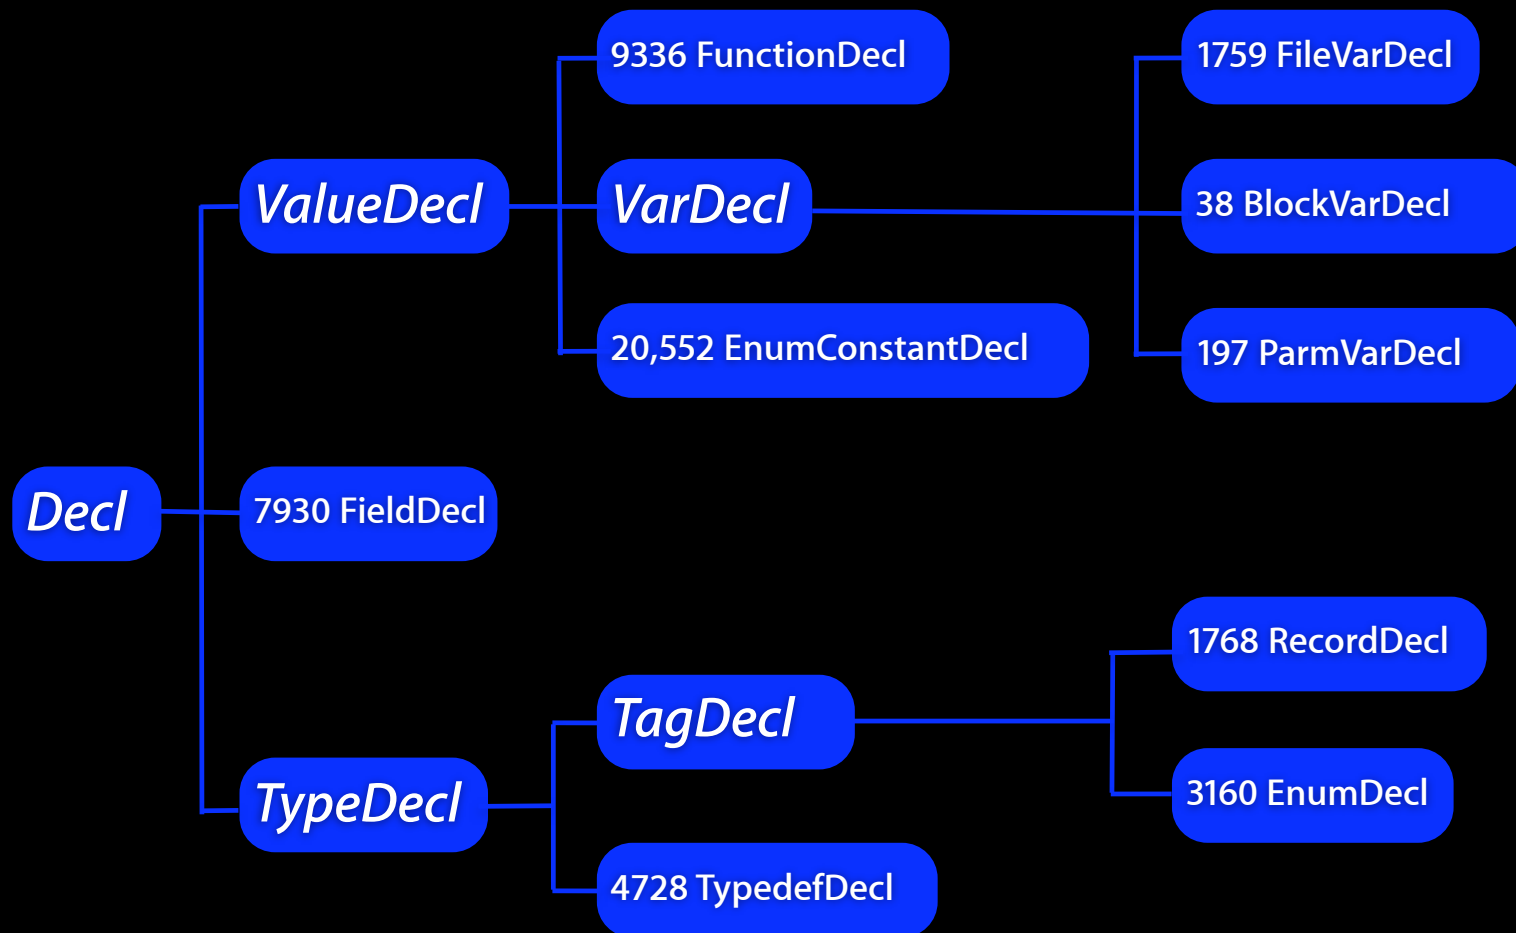 9336 FunctionDecl
1759 FileVarDecl
ValueDecl
VarDecl
38 BlockVarDecl
20,552 EnumConstantDecl
197 ParmVarDecl
Decl
7930 FieldDecl
1768 RecordDecl
TagDecl
TypeDecl
3160 EnumDecl
4728 TypedefDecl